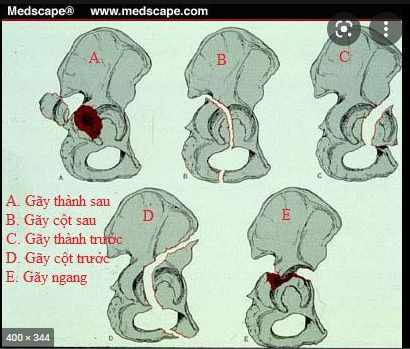 Medscape® www.medscape.com
A
B
C
A
B
C
A. Gãy thành sau
B. Gãy cột sau
C. Gãy thành trước
D. Gãy cột trước
E. Gãy ngang
D
E
D
E
400 × 344